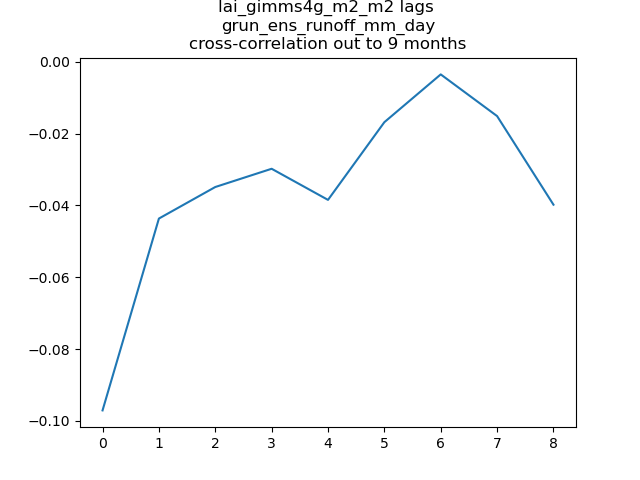 lai_gimms4g_m2_m2 lags
grun_ens_runoff_mm_day
cross-correlation out to 9 months
0.00
−0.02
−0.04
−0.06
−0.08
−0.10
0 1 2 3 4 5 6 7 8